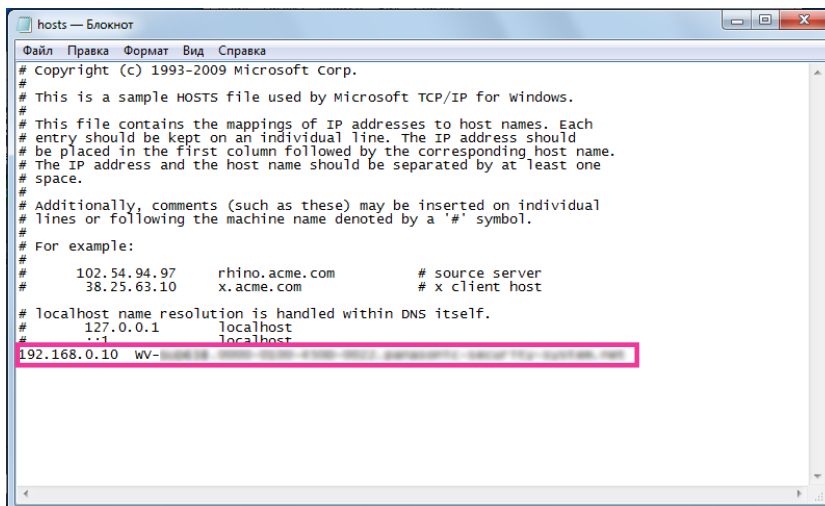 hosts — Блокнот
Файл Правка Формат Вид Справка
# Copyright (c) 1993-2009 Microsoft Corp.
#
# This is a sample HOSTS file used by Microsoft TCP/IP for Windows.
#
# This file contains the mappings of IP addresses to host names. Each
# entry should be kept on an individual line. The IP address should
# be placed in the first column followed by the corresponding host name.
# The IP address and the host name should be separated by at least one
# space.
#
# Additionally, comments (such as these) may be inserted on individual
# lines or following the machine name denoted by a '#' symbol.
#
# For example:
#
# 102.54.94.97 rhino.acme.com # source server
# 38.25.63.10 x.acme.com # x client host

# localhost name resolution is handled within DNS itself.
# 127.0.0.1 localhost
# ::1 localhost
192.168.0.10 WV-